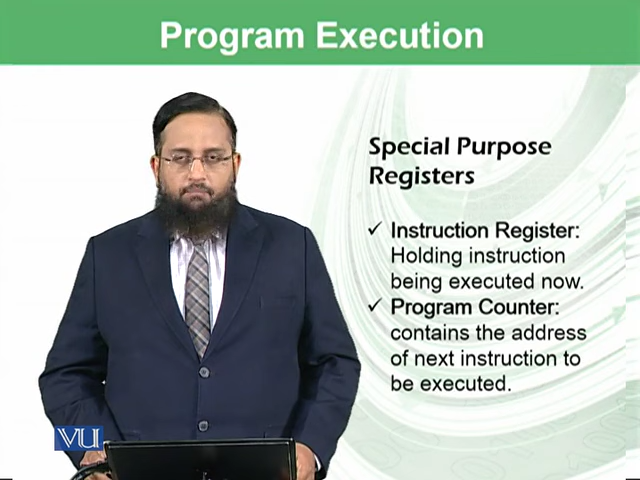 Program Execution
Special Purpose
Registers
✓ Instruction Register:
Holding instruction
being executed now.
✓ Program Counter:
contains the address
of next instruction to
be executed.
VU